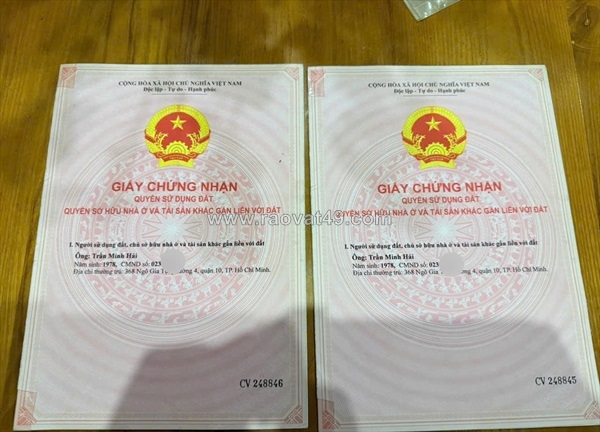 CỘNG HÒA XÃ HỘI CHỦ NGHĨA VIỆT NAM
Độc lập - Tự do - Hạnh phúc
GIẤY CHỨNG NHẬN
QUYỀN SỬ DỤNG ĐẤT
QUYỀN SỞ HỮU NHÀ Ở VÀ TÀI SẢN KHÁC GẮN LIỀN VỚI ĐẤT
I. Người sử dụng đất, chủ sở hữu nhà ở và tài sản khác gắn liền với đất
Ông: Trần Minh Hải
Năm sinh: 1978, CMND số: 023
Địa chỉ thường trú: 368 Ngô Gia phường 4, quận 10, TP. Hồ Chí Minh.
CV 248846
CỘNG HÒA XÃ HỘI CHỦ NGHĨA VIỆT NAM
Độc lập - Tự do - Hạnh phúc
GIẤY CHỨNG NHẬN
QUYỀN SỬ DỤNG ĐẤT
QUYỀN SỞ HỮU NHÀ Ở VÀ TÀI SẢN KHÁC GẮN LIỀN VỚI ĐẤT
I. Người sử dụng đất, chủ sở hữu nhà ở và tài sản khác gắn liền với đất
Ông: Trần Minh Hải
Năm sinh: 1978, CMND số: 023
Địa chỉ thường trú: 368 Ngô Gia 4, quận 10, TP. Hồ Chí Minh.
CV 248845
www.raovat49.com